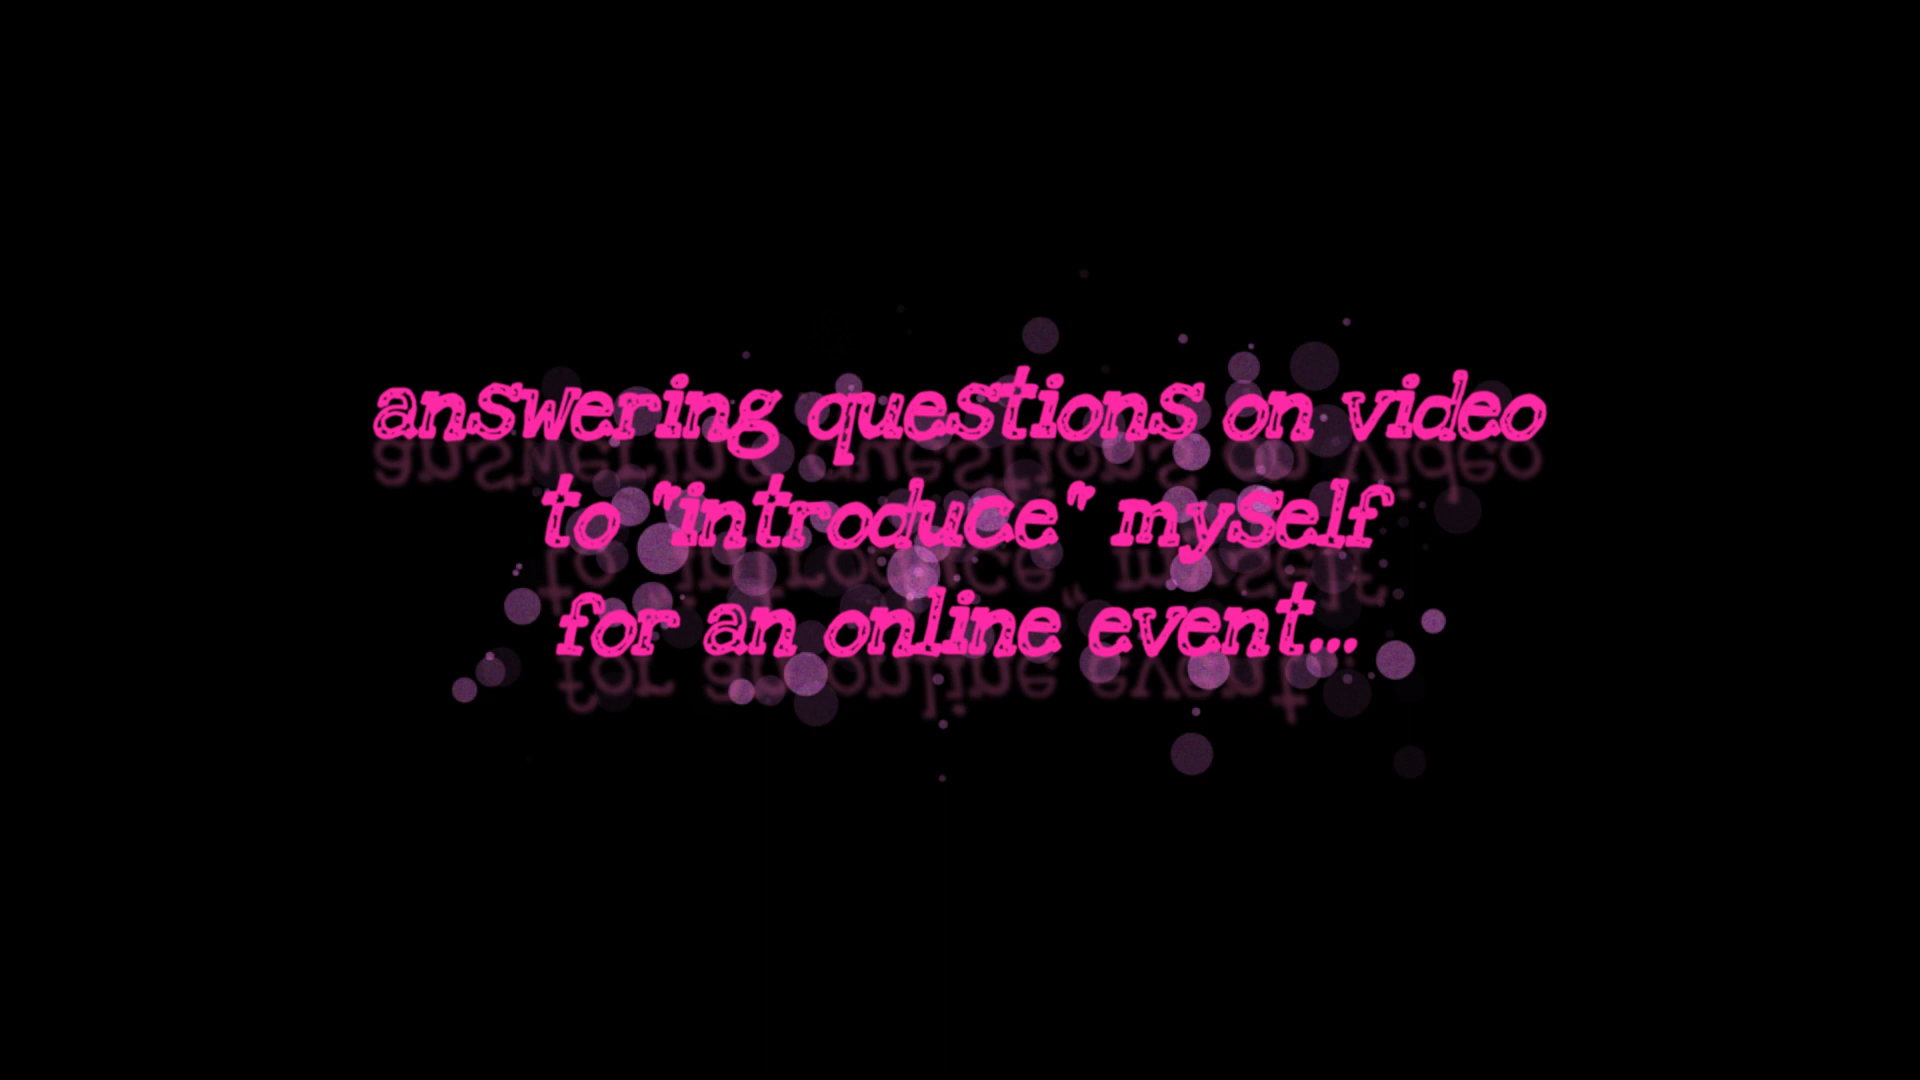 answering questions on video
to "introduce" myself
for an online event...